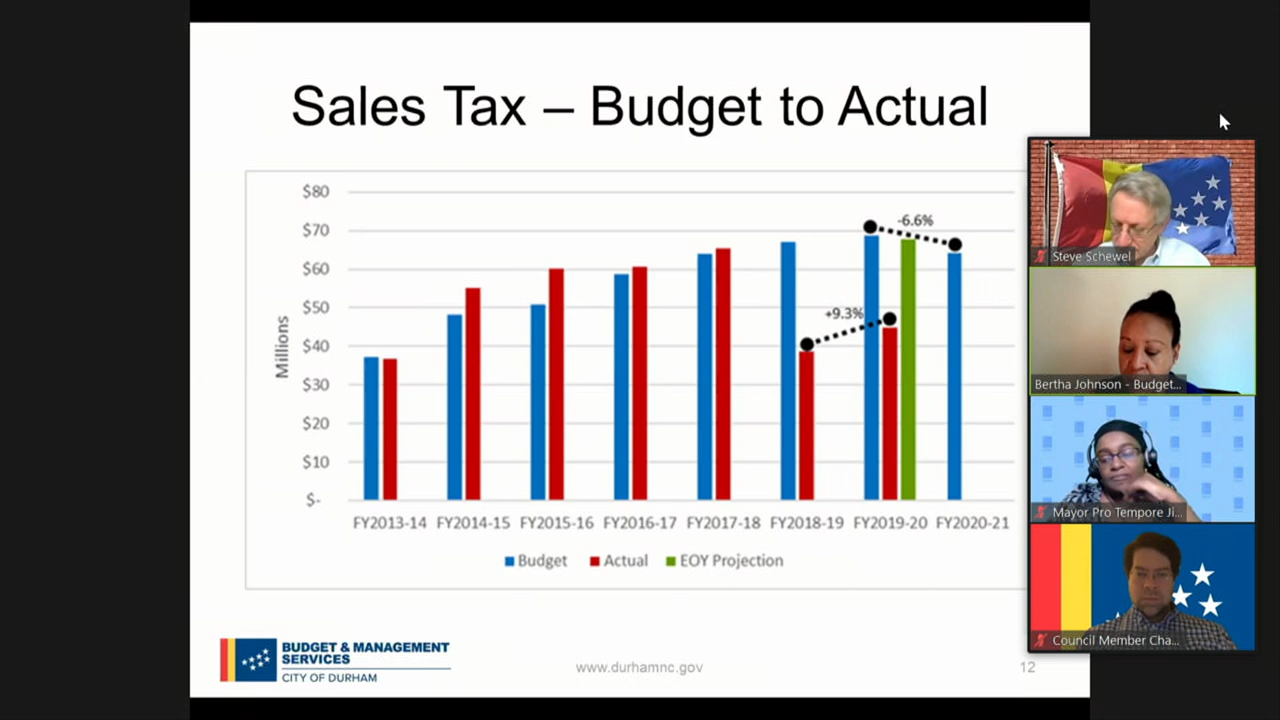 Sales Tax – Budget to Actual
$80
$70
$60
$50
$40
$30
$20
$10
$-
Millions
-6.6%
+9.3%
FY2013-14 FY2014-15 FY2015-16 FY2016-17 FY2017-18 FY2018-19 FY2019-20 FY2020-21
Budget Actual EOY Projection
BUDGET & MANAGEMENT
SERVICES
CITY OF DURHAM
www.durhamnc.gov
12
Steve Schewel
Bertha Johnson - Budget...
Mayor Pro Tempore Ji...
Council Member Cha...